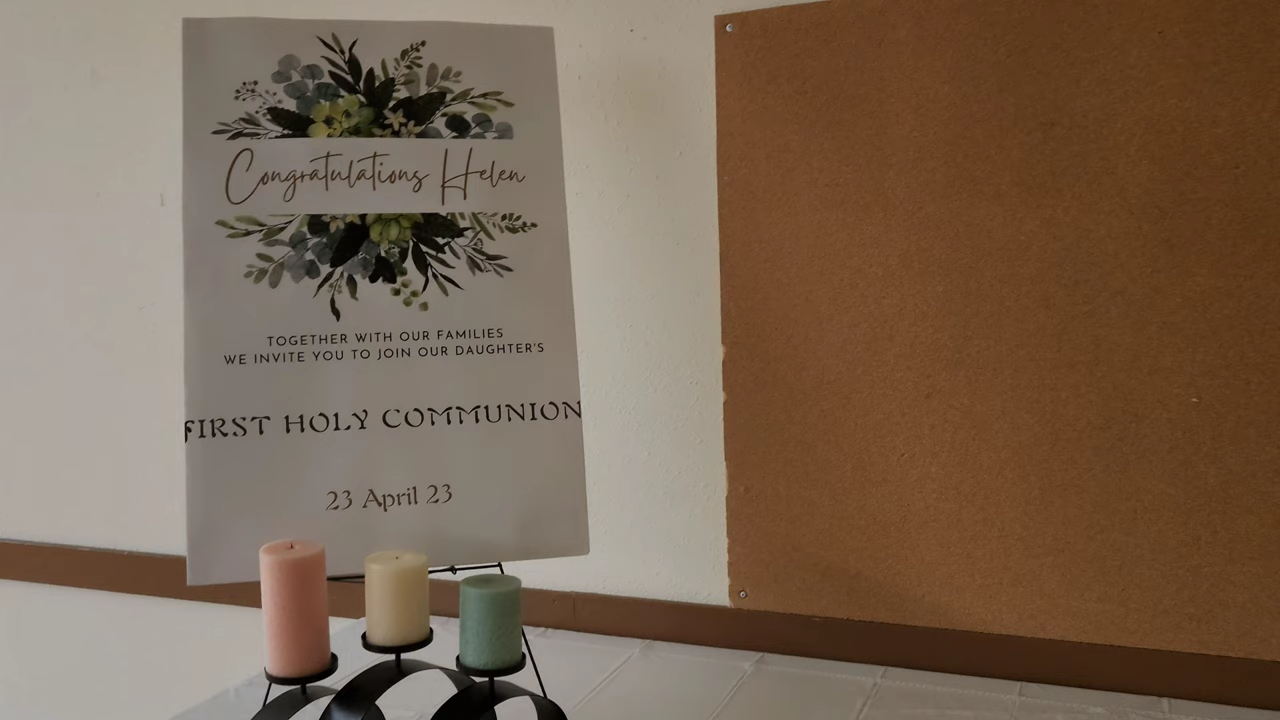 Congratulations Helen
TOGETHER WITH OUR FAMILIES
WE INVITE YOU TO JOIN OUR DAUGHTER'S
FIRST HOLY COMMUNION
23 April 23